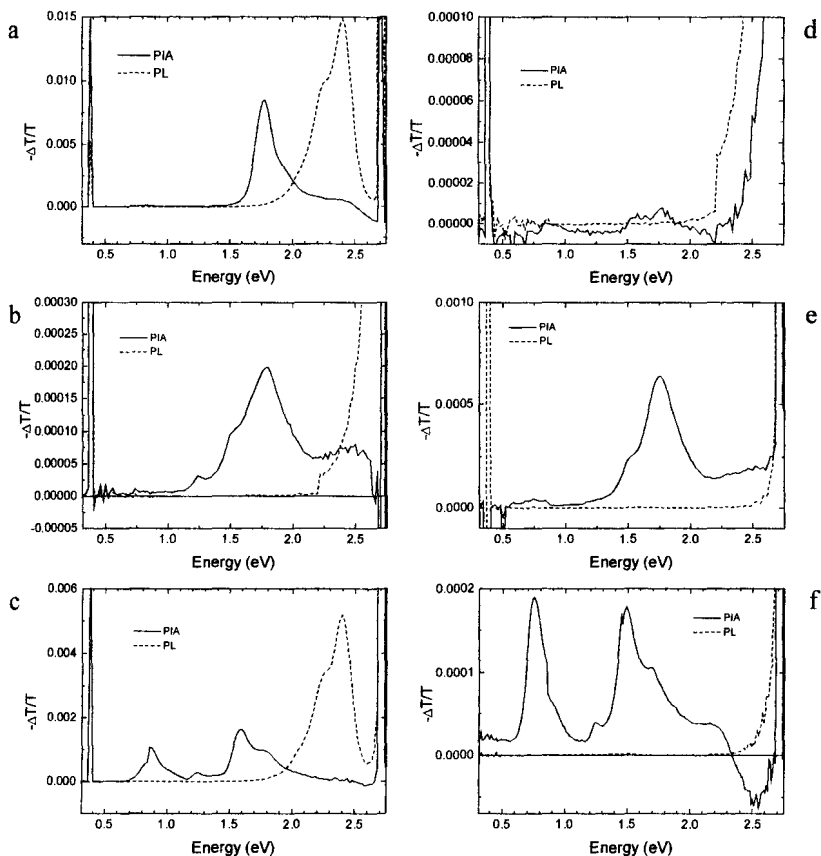 a
0.015
0.010
0.005
0.000
-ΔT/T
PIA
PL
0.5 1.0 1.5 2.0 2.5
Energy (eV)
d
0.00010
0.00008
0.00006
0.00004
0.00002
0.00000
-ΔT/T
PIA
PL
0.5 1.0 1.5 2.0 2.5
Energy (eV)
b
0.00030
0.00025
0.00020
0.00015
0.00010
0.00005
0.00000
-0.00005
-ΔT/T
PIA
PL
0.5 1.0 1.5 2.0 2.5
Energy (eV)
e
0.0010
0.0005
0.0000
-ΔT/T
PIA
PL
0.5 1.0 1.5 2.0 2.5
Energy (eV)
c
0.006
0.004
0.002
0.000
-ΔT/T
PIA
PL
0.5 1.0 1.5 2.0 2.5
Energy (eV)
f
0.0002
0.0001
0.0000
-ΔT/T
PIA
PL
0.5 1.0 1.5 2.0 2.5
Energy (eV)